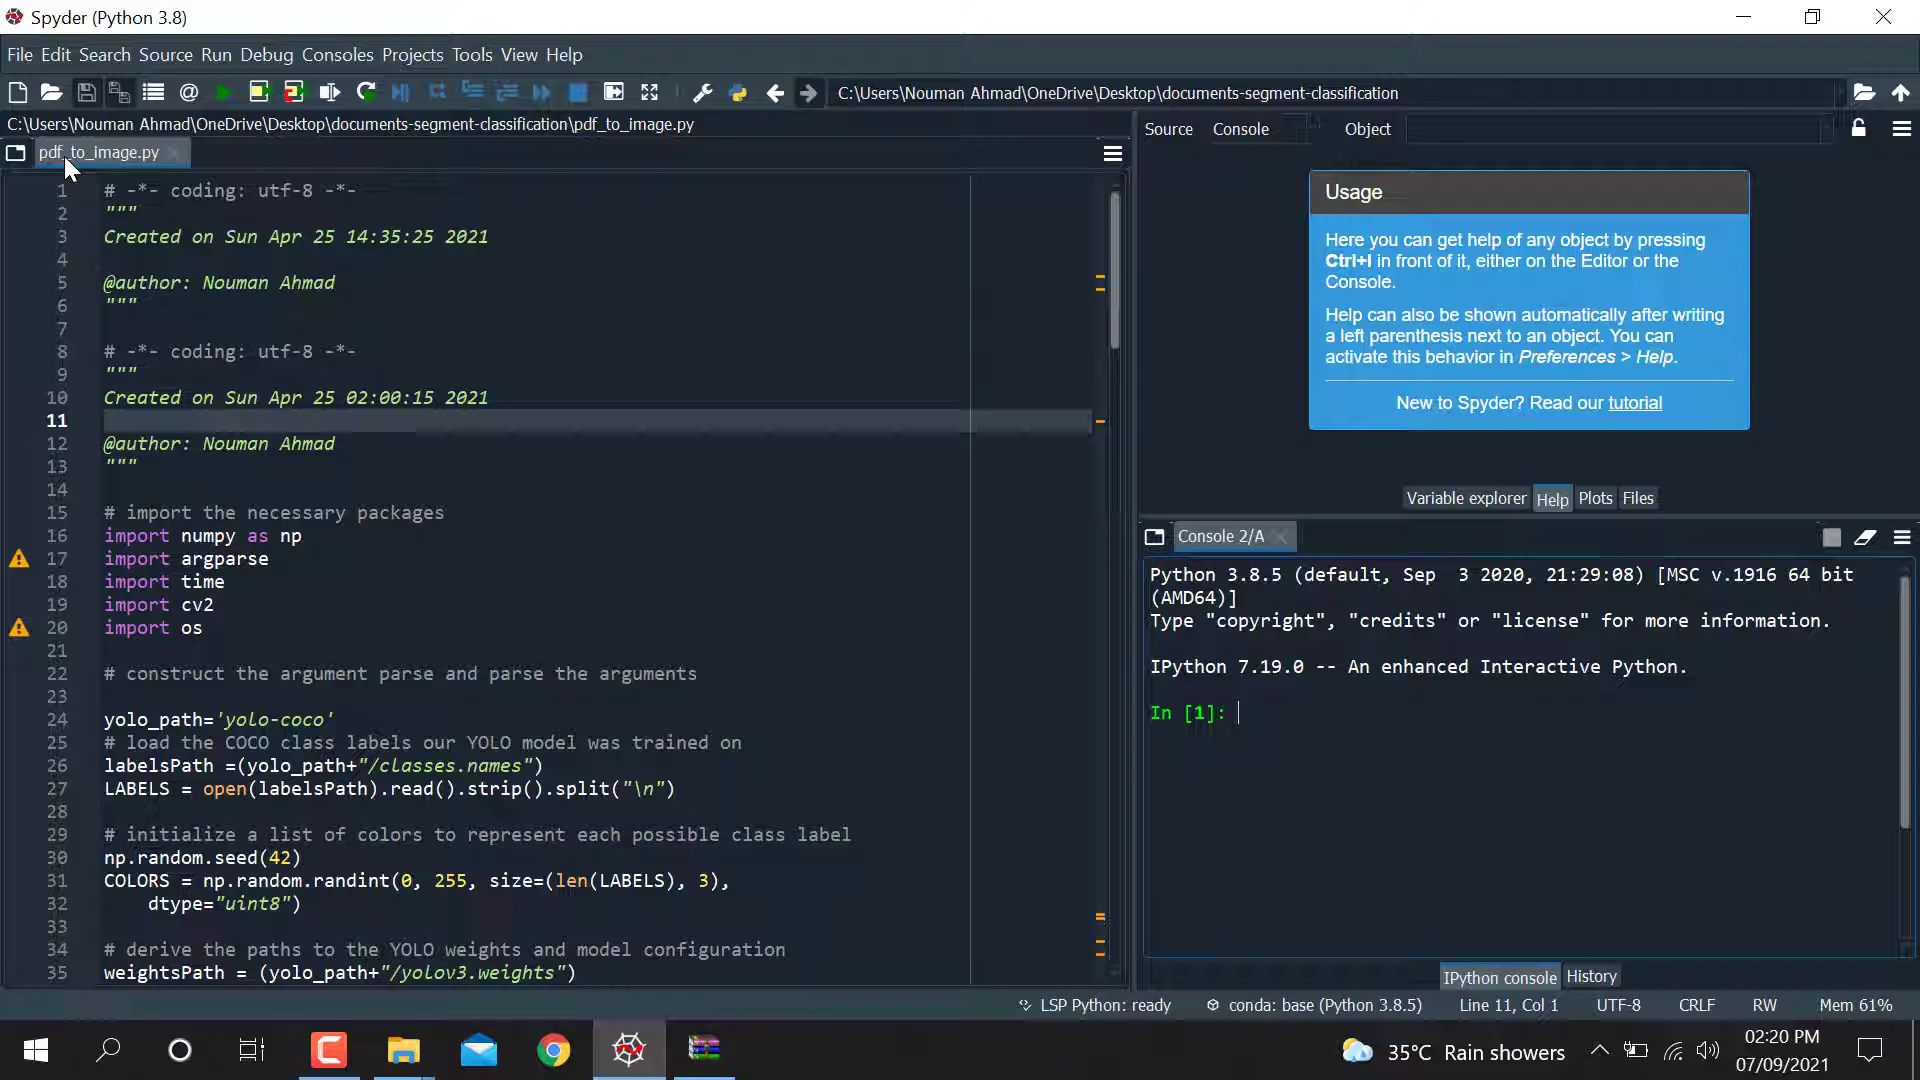 Spyder (Python 3.8)
File Edit Search Source Run Debug Consoles Projects Tools View Help
C:\Users\Nouman Ahmad\OneDrive\Desktop\documents-segment-classification
C:\Users\Nouman Ahmad\OneDrive\Desktop\documents-segment-classification\pdf_to_image.py
pdf_to_image.py
1 # -*- coding: utf-8 -*-
2 """
3 Created on Sun Apr 25 14:35:25 2021
4
5 @author: Nouman Ahmad
6 """
7
8 # -*- coding: utf-8 -*-
9 """
10 Created on Sun Apr 25 02:00:15 2021
11
12 @author: Nouman Ahmad
13 """
14
15 # import the necessary packages
16 import numpy as np
17 import argparse
18 import time
19 import cv2
20 import os
21
22 # construct the argument parse and parse the arguments
23
24 yolo_path='yolo-coco'
25 # load the COCO class labels our YOLO model was trained on
26 labelsPath =(yolo_path+"/classes.names")
27 LABELS = open(labelsPath).read().strip().split("\n")
28
29 # initialize a list of colors to represent each possible class label
30 np.random.seed(42)
31 COLORS = np.random.randint(0, 255, size=(len(LABELS), 3),
32 dtype="uint8")
33
34 # derive the paths to the YOLO weights and model configuration
35 weightsPath = (yolo_path+"/yolov3.weights")
Source Console Object
Usage
Here you can get help of any object by pressing
Ctrl+I in front of it, either on the Editor or the
Console.
Help can also be shown automatically after writing
a left parenthesis next to an object. You can
activate this behavior in Preferences > Help.
New to Spyder? Read our tutorial
Variable explorer Help Plots Files
Console 2/A
Python 3.8.5 (default, Sep  3 2020, 21:29:08) [MSC v.1916 64 bit
(AMD64)]
Type "copyright", "credits" or "license" for more information.
IPython 7.19.0 -- An enhanced Interactive Python.
In [1]:
IPython console History
LSP Python: ready conda: base (Python 3.8.5) Line 11, Col 1 UTF-8 CRLF RW Mem 61%
35°C Rain showers
02:20 PM
07/09/2021